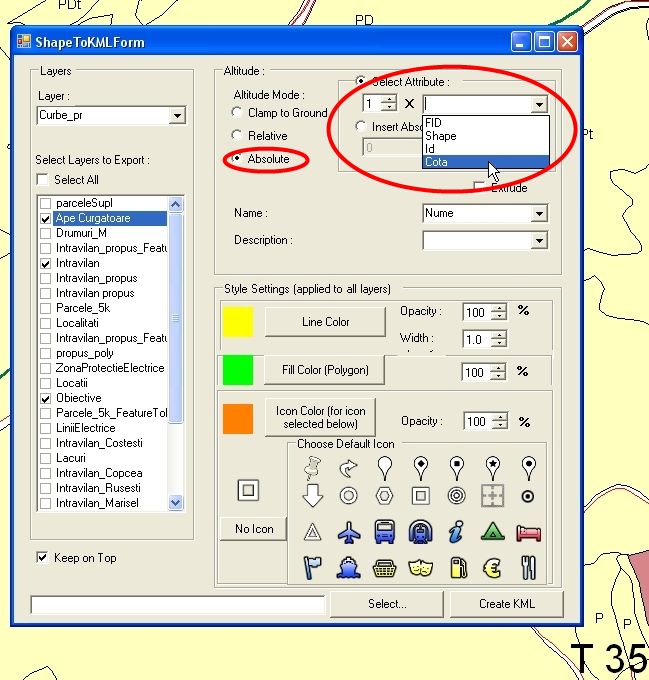 PDt
PD
ShapeToKMLForm
Layers
Layer :
Curbe_pr
Select Layers to Export :
Select All
parceleSupl
Ape Curgatoare
Drumuri_M
Intravilan_propus_Featu
Intravilan
Intravilan_propus
Intravilan propus
Parcele_5k
Localitati
Intravilan_propus_Featu
propus_poly
ZonaProtectieElectrice
Locatii
Obiective
Parcele_5k_FeatureTol
LiniiElectrice
Intravilan_Costesti
Lacuri
Intravilan_Copcea
Intravilan_Rusesti
Intravilan_Marisel
Keep on Top
Altitude :
Altitude Mode :
Clamp to Ground
Relative
Absolute
Select Attribute :
1 X
FID
Shape
Id
Cota
Insert Abso
0
Extrude
Name : Nume
Description :
Style Settings (applied to all layers)
Line Color
Opacity : 100 %
Width : 1.0
Fill Color (Polygon)
100 %
Icon Color (for icon selected below)
Opacity : 100 %
Choose Default Icon
No Icon
Select...
Create KML
Pt
P
P
T 35